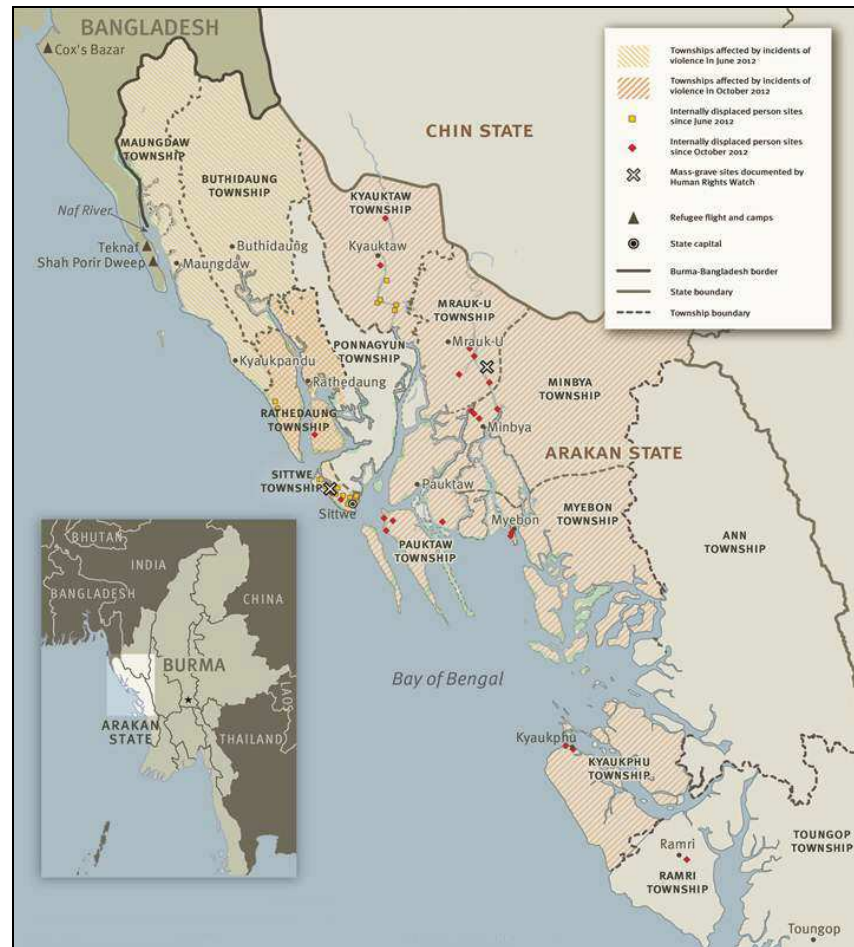 BANGLADESH
Cox's Bazar
Townships affected by incidents of
violence in June 2012
Townships affected by incidents of
violence in October 2012
Internally displaced person sites
since June 2012
Internally displaced person sites
since October 2012
Mass-grave sites documented by
Human Rights Watch
Refugee flight and camps
State capital
Burma-Bangladesh border
State boundary
Township boundary
CHIN STATE
MAUNGDAW
TOWNSHIP
BUTHIDAUNG
TOWNSHIP
KYAUKTAW
TOWNSHIP
Naf River
Teknaf
Shah Porir Dweep
Buthidaung
Maungdaw
Kyauktaw
MRAUK-U
TOWNSHIP
Mrauk-U
PONNAGYUN
TOWNSHIP
Kyaukpandu
Rathedaung
RATHEDAUNG
TOWNSHIP
MINBYA
TOWNSHIP
Minbya
ARAKAN STATE
SITTWE
TOWNSHIP
Sittwe
Pauktaw
PAUKTAW
TOWNSHIP
Myebon
MYEBON
TOWNSHIP
ANN
TOWNSHIP
Bay of Bengal
Kyaukphu
KYAUKPHU
TOWNSHIP
Ramri
RAMRI
TOWNSHIP
TOUNGOP
TOWNSHIP
Toungop
BHUTAN
INDIA
BANGLADESH
CHINA
BURMA
LAOS
ARAKAN
STATE
THAILAND